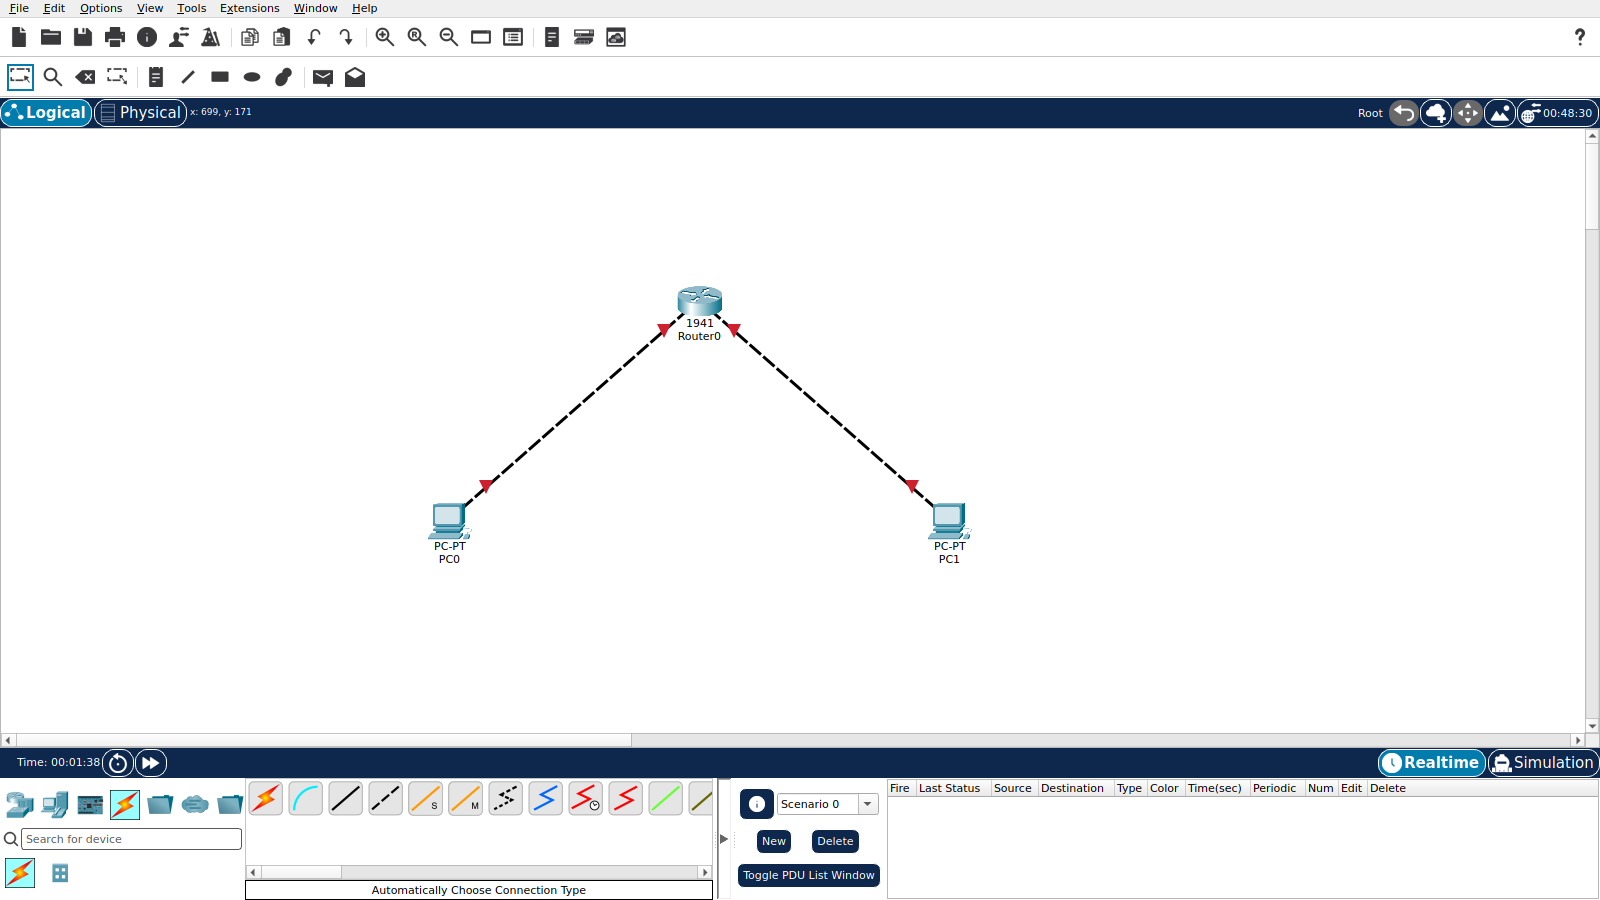 File Edit Options View Tools Extensions Window Help
Logical Physical x: 699, y: 171 Root 00:48:30
1941
Router0
PC-PT
PC0
PC-PT
PC1
Time: 00:01:38 Realtime Simulation
S M
Search for device
Automatically Choose Connection Type
Scenario 0
New Delete
Toggle PDU List Window
Fire Last Status Source Destination Type Color Time(sec) Periodic Num Edit Delete